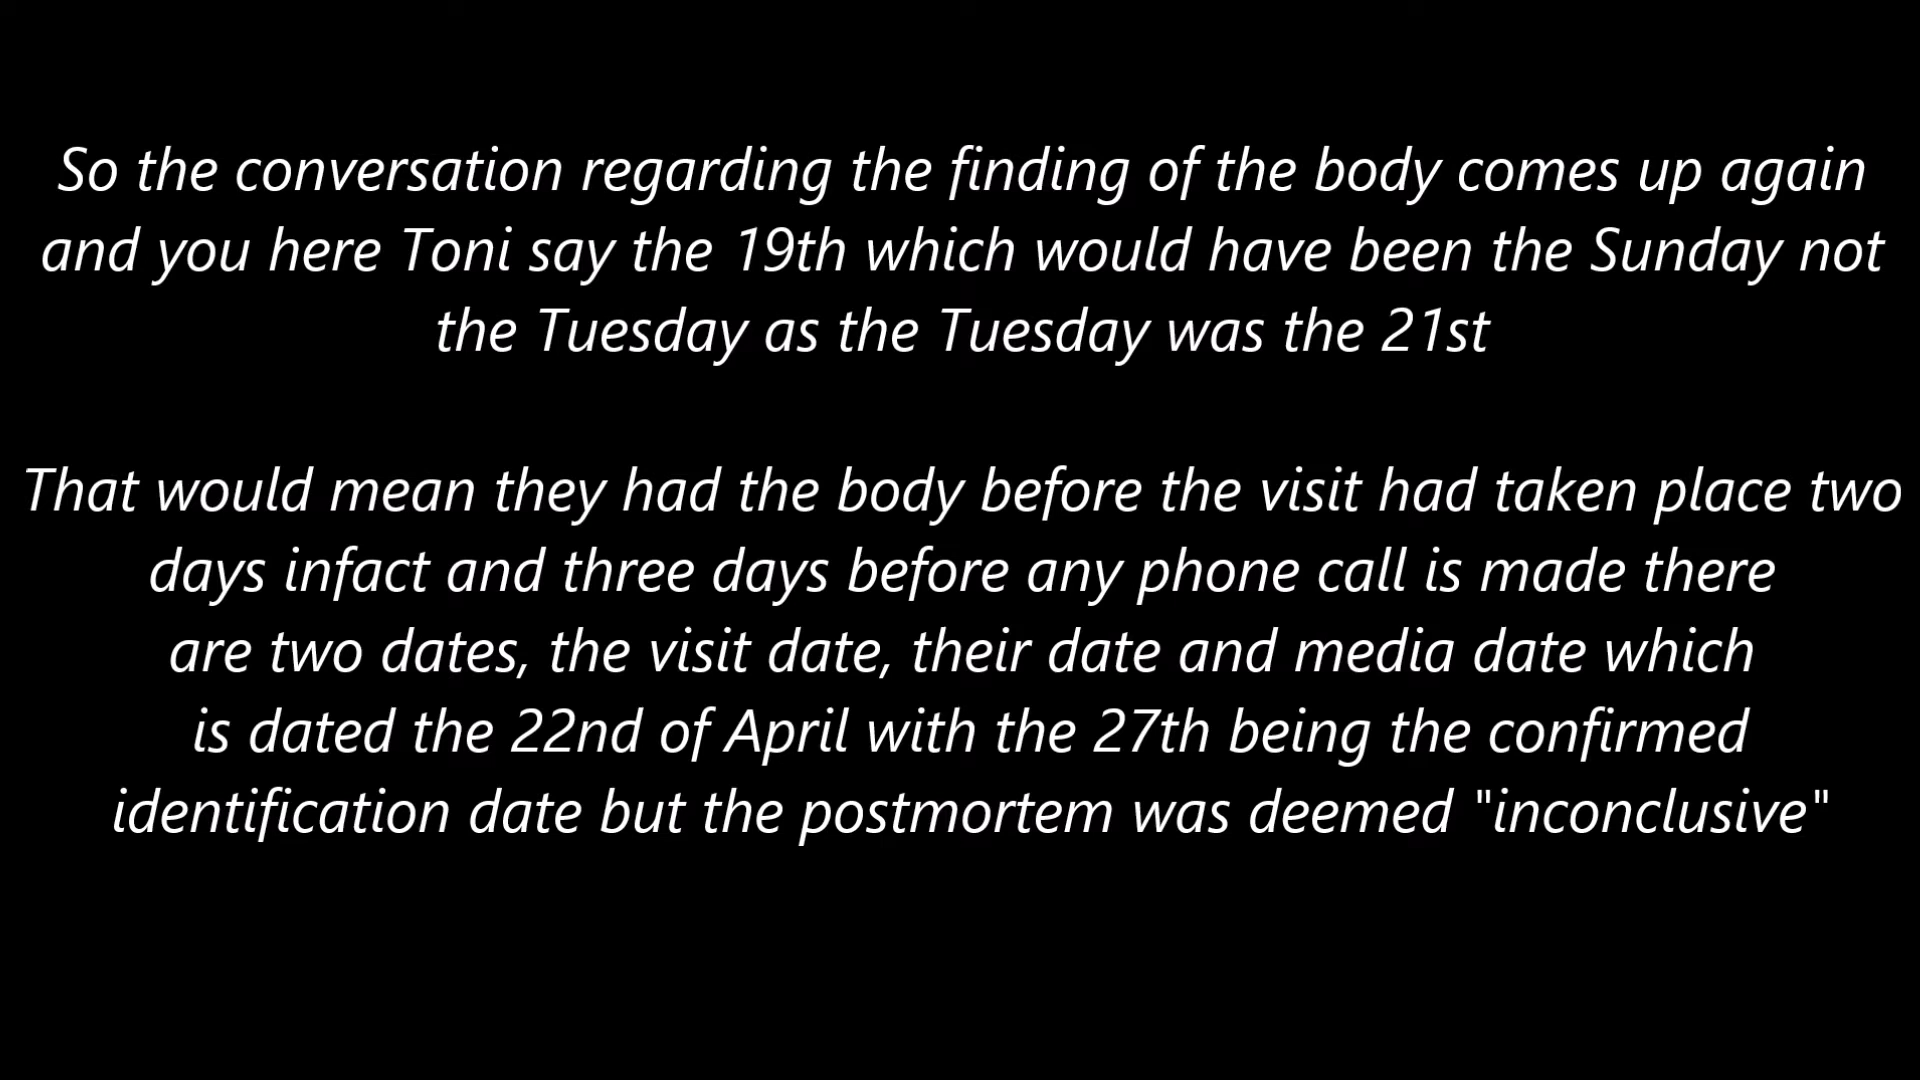 So the conversation regarding the finding of the body comes up again
and you here Toni say the 19th which would have been the Sunday not
the Tuesday as the Tuesday was the 21st
That would mean they had the body before the visit had taken place two
days infact and three days before any phone call is made there
are two dates, the visit date, their date and media date which
is dated the 22nd of April with the 27th being the confirmed
identification date but the postmortem was deemed "inconclusive"